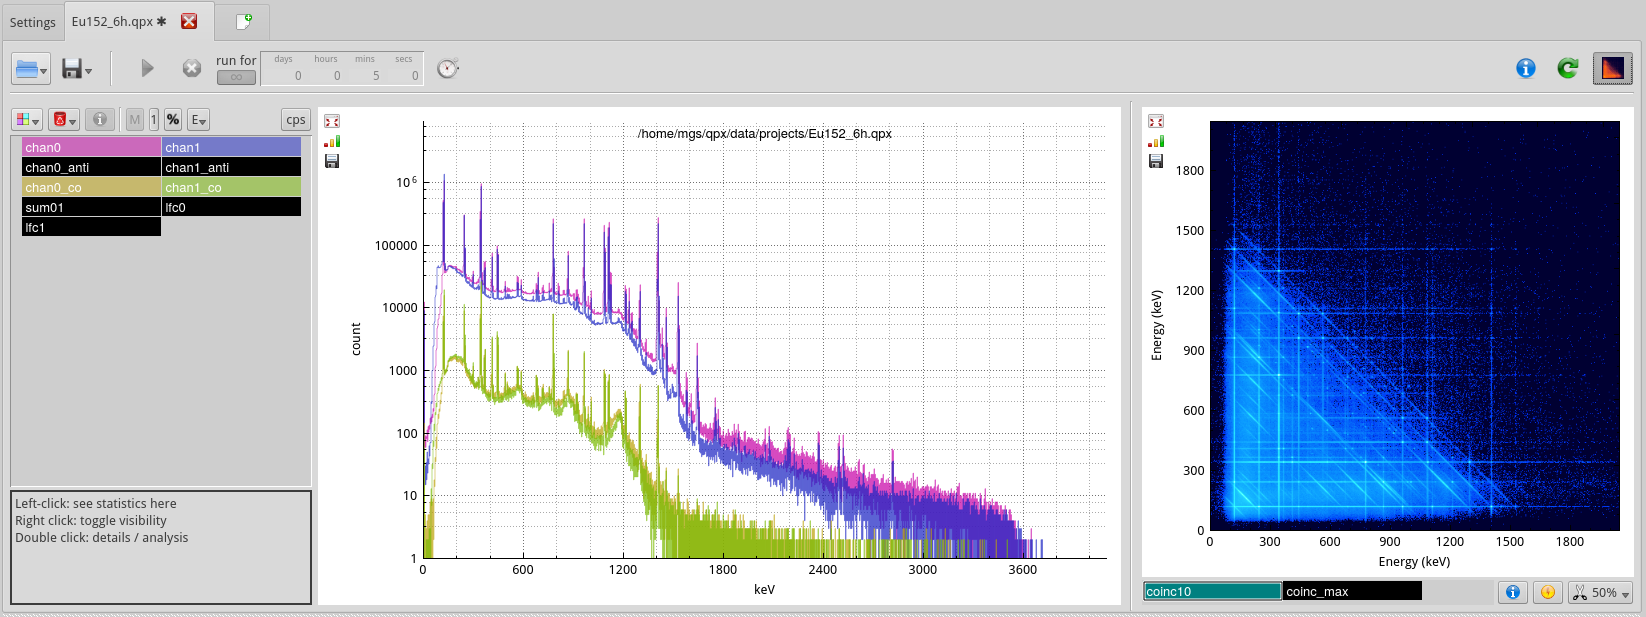 Settings
Eu152_6h.qpx ✱
run for
∞
days hours mins secs
0 0 5 0
M 1 % E
cps
chan0 chan1
chan0_anti chan1_anti
chan0_co chan1_co
sum01 lfc0
lfc1
Left-click: see statistics here
Right click: toggle visibility
Double click: details / analysis
/home/mgs/qpx/data/projects/Eu152_6h.qpx
10⁶
100000
10000
1000
100
10
1
count
0 600 1200 1800 2400 3000 3600
keV
1800
1500
1200
900
600
300
0
Energy (keV)
0 300 600 900 1200 1500 1800
Energy (keV)
coinc10 coinc_max
50%